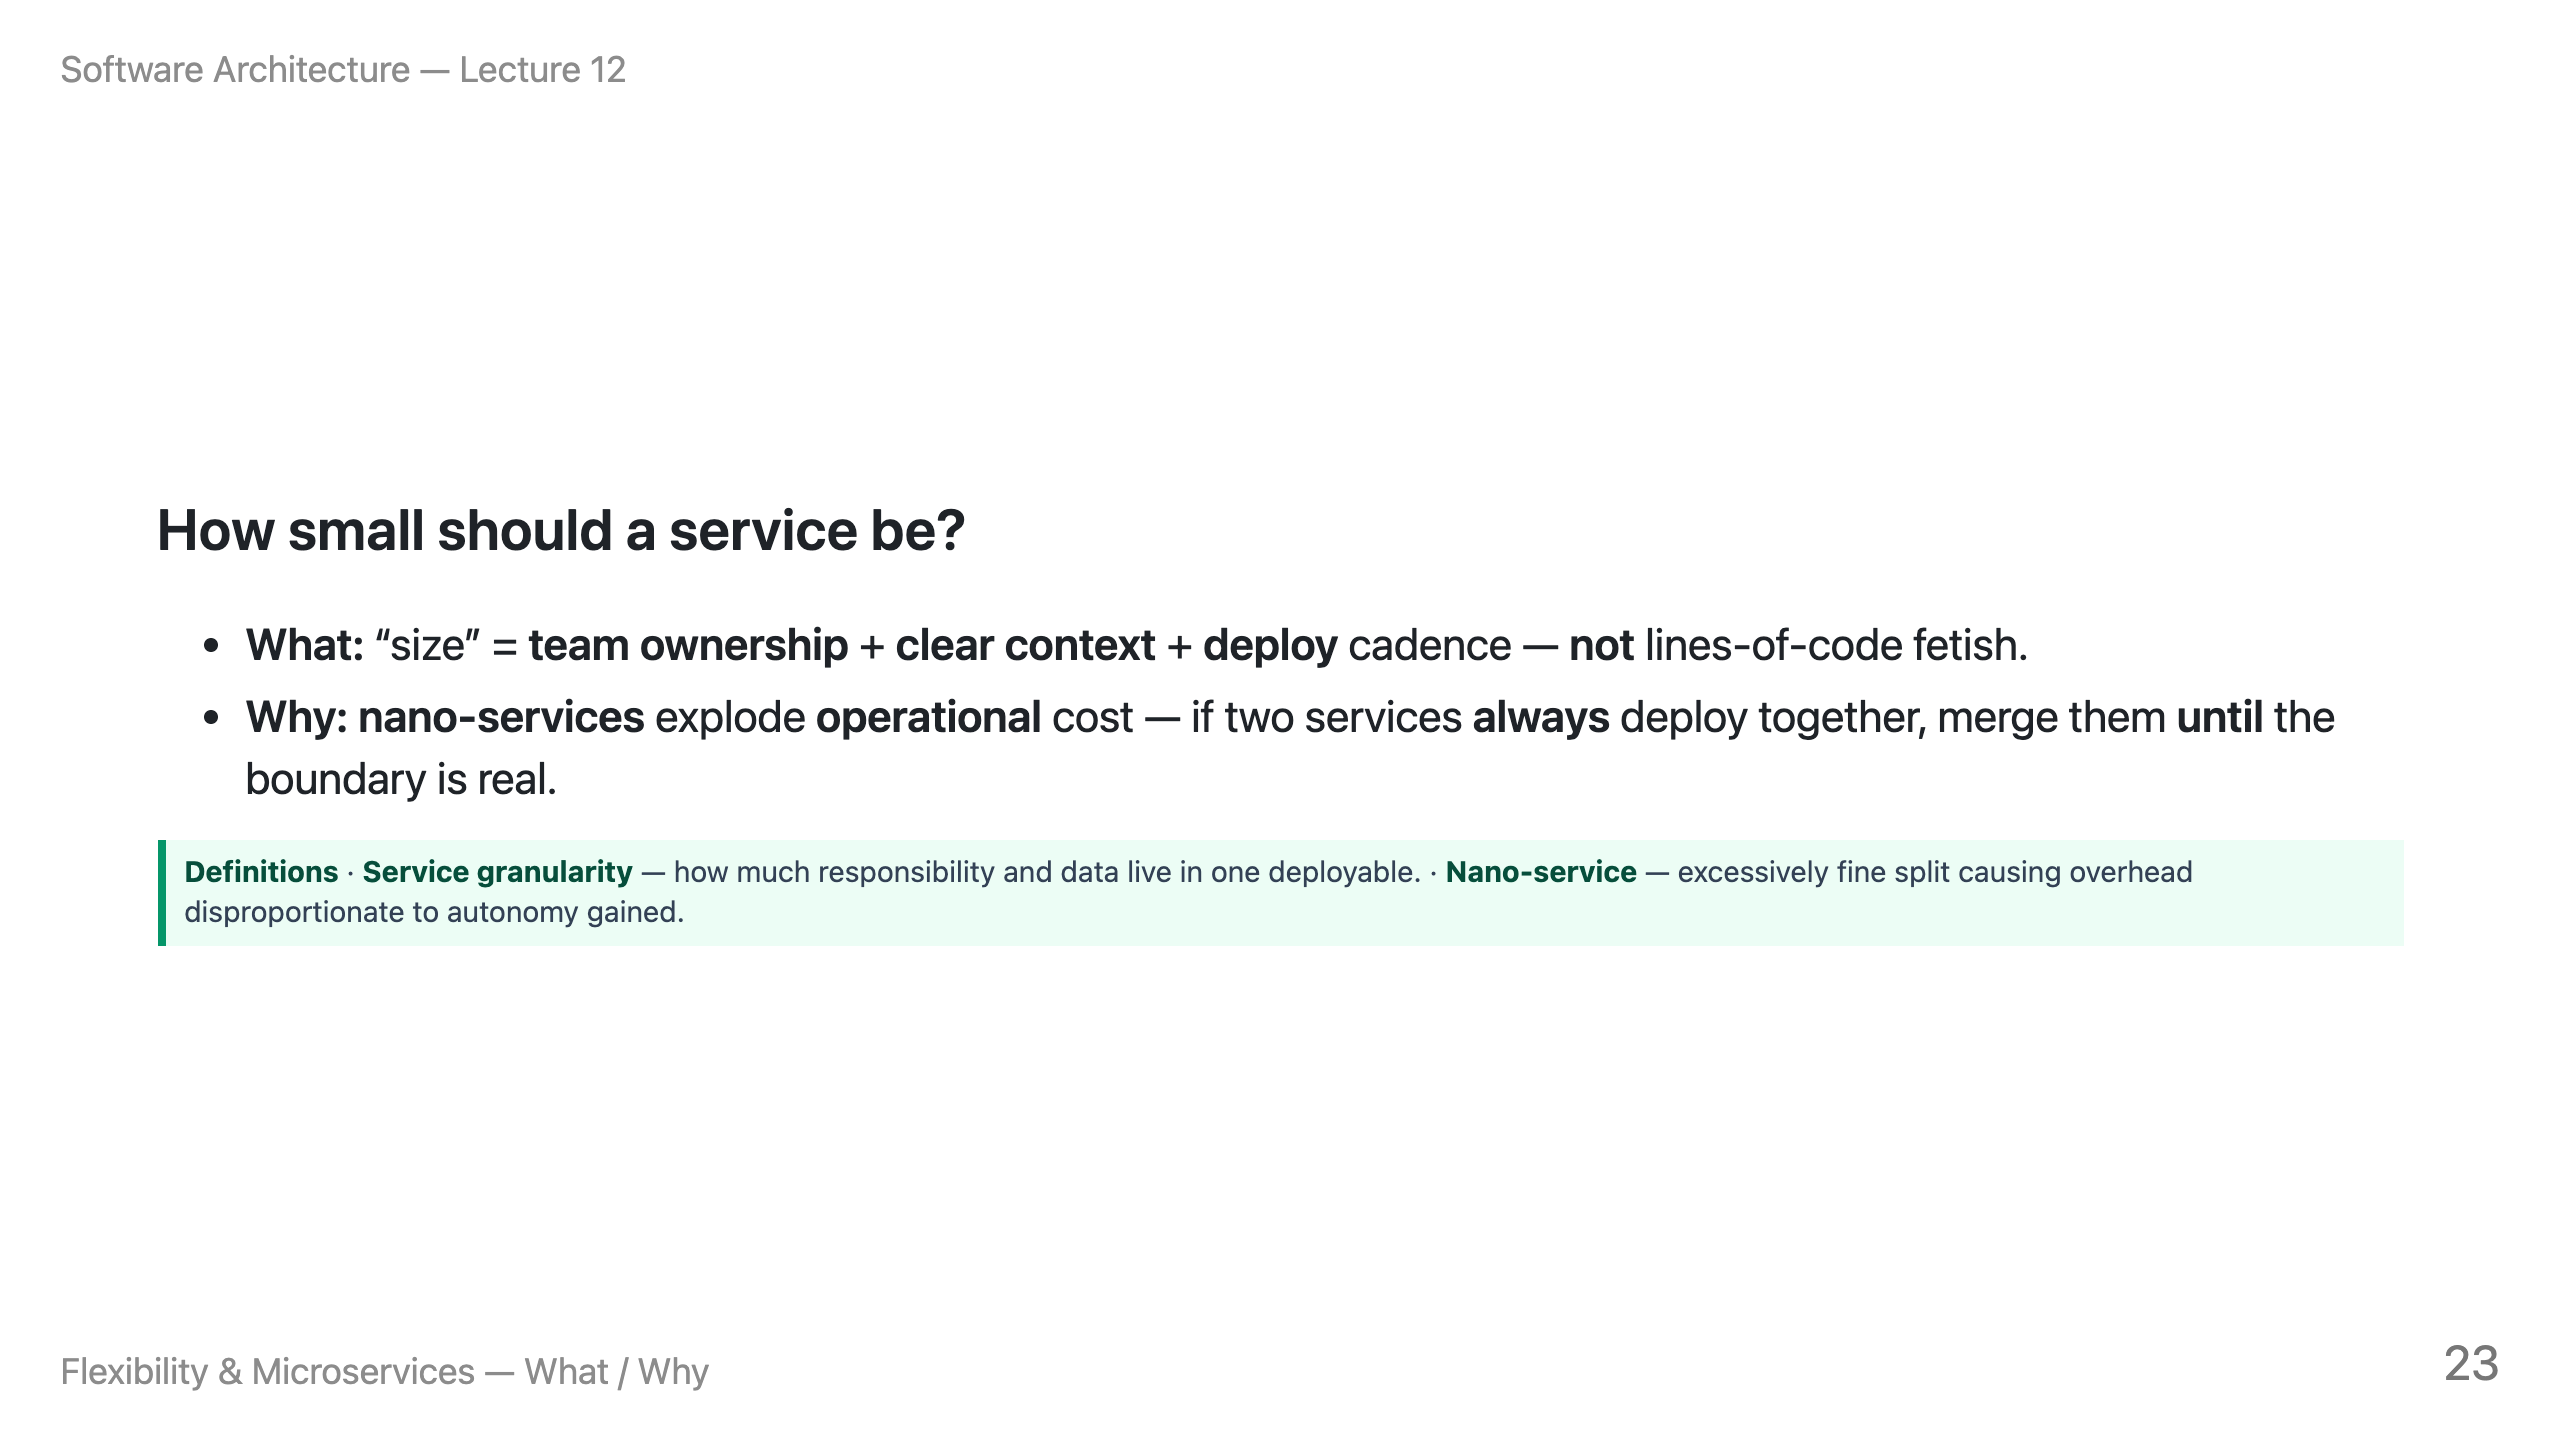 Software Architecture — Lecture 12
How small should a service be?
• What: “size” = team ownership + clear context + deploy cadence — not lines-of-code fetish.
• Why: nano-services explode operational cost — if two services always deploy together, merge them until the
boundary is real.
Definitions · Service granularity — how much responsibility and data live in one deployable. · Nano-service — excessively fine split causing overhead
disproportionate to autonomy gained.
Flexibility & Microservices — What / Why
23